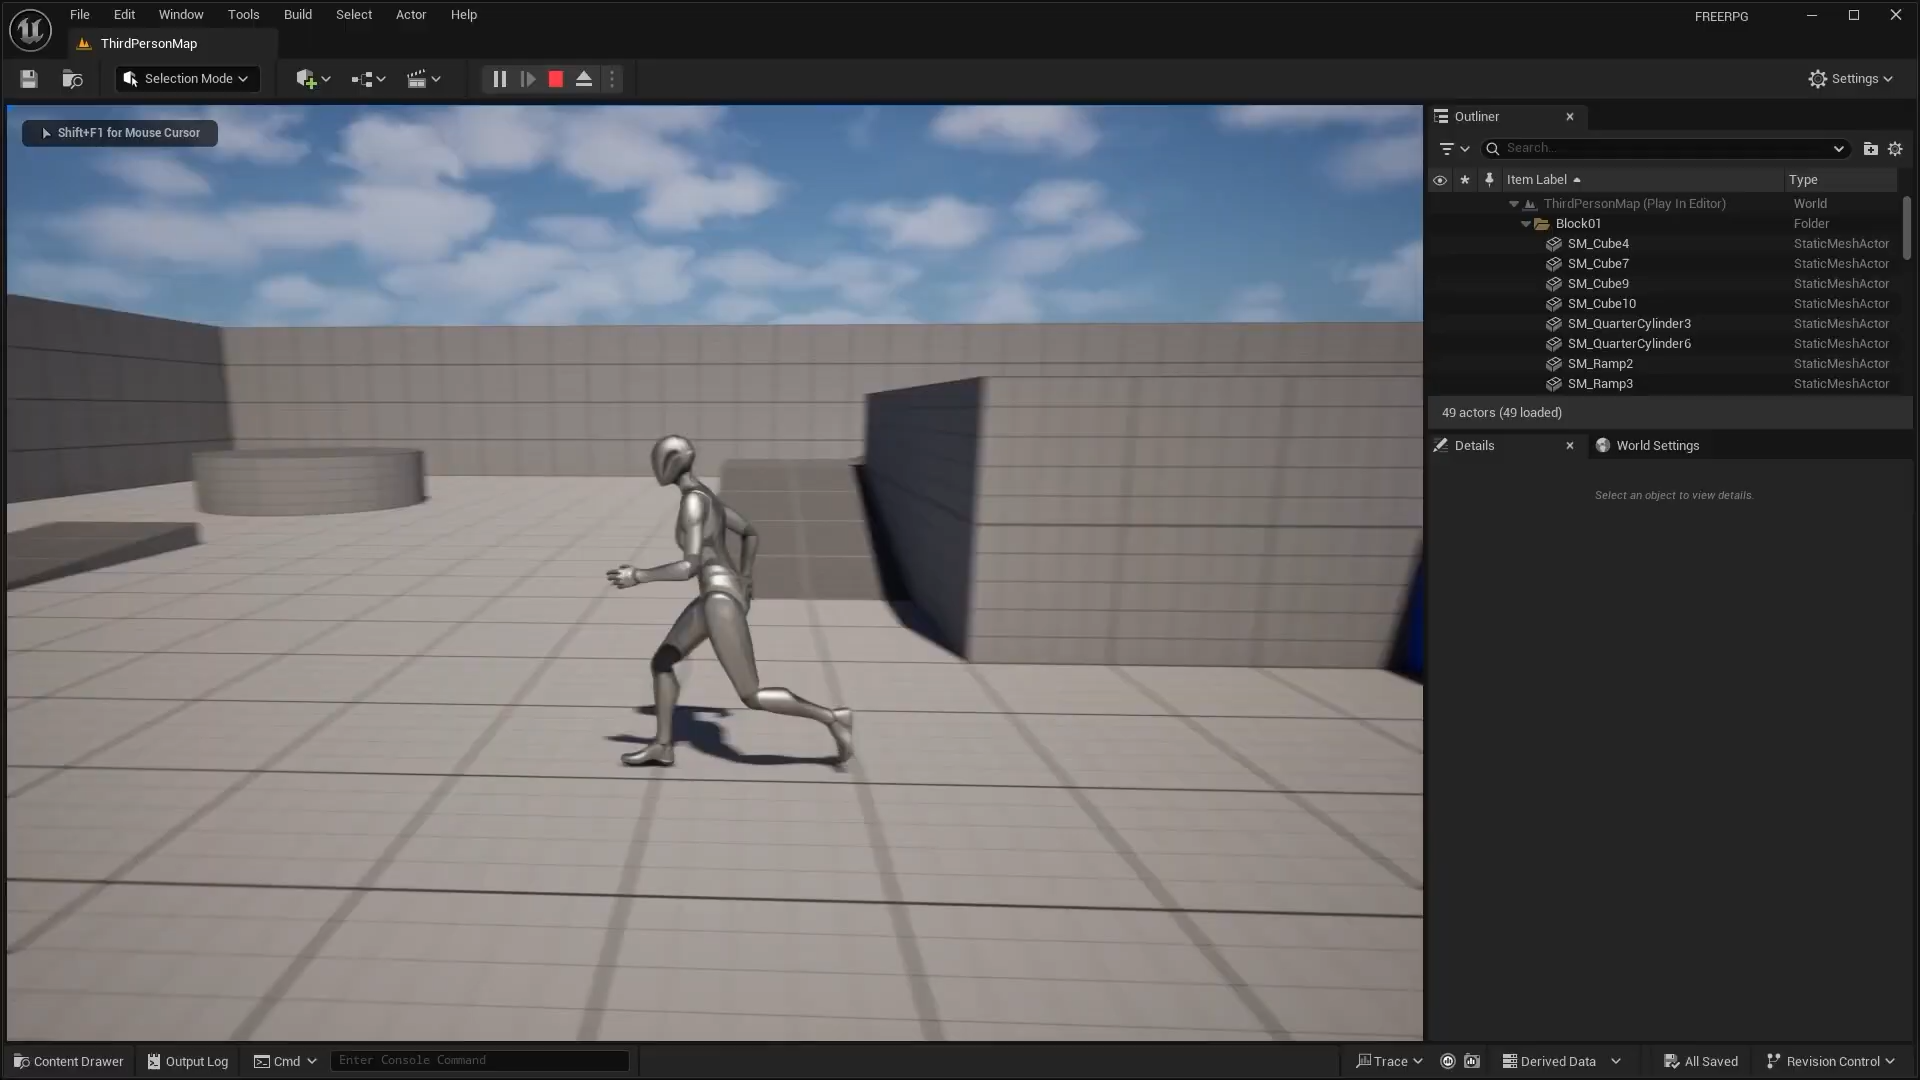 File Edit Window Tools Build Select Actor Help
FREERPG
ThirdPersonMap
Selection Mode
Settings
Shift+F1 for Mouse Cursor
Outliner
Search...
Item Label Type
ThirdPersonMap (Play In Editor) World
Block01 Folder
SM_Cube4 StaticMeshActor
SM_Cube7 StaticMeshActor
SM_Cube9 StaticMeshActor
SM_Cube10 StaticMeshActor
SM_QuarterCylinder3 StaticMeshActor
SM_QuarterCylinder6 StaticMeshActor
SM_Ramp2 StaticMeshActor
SM_Ramp3 StaticMeshActor
49 actors (49 loaded)
Details World Settings
Select an object to view details.
Content Drawer Output Log Cmd Enter Console Command Trace Derived Data All Saved Revision Control